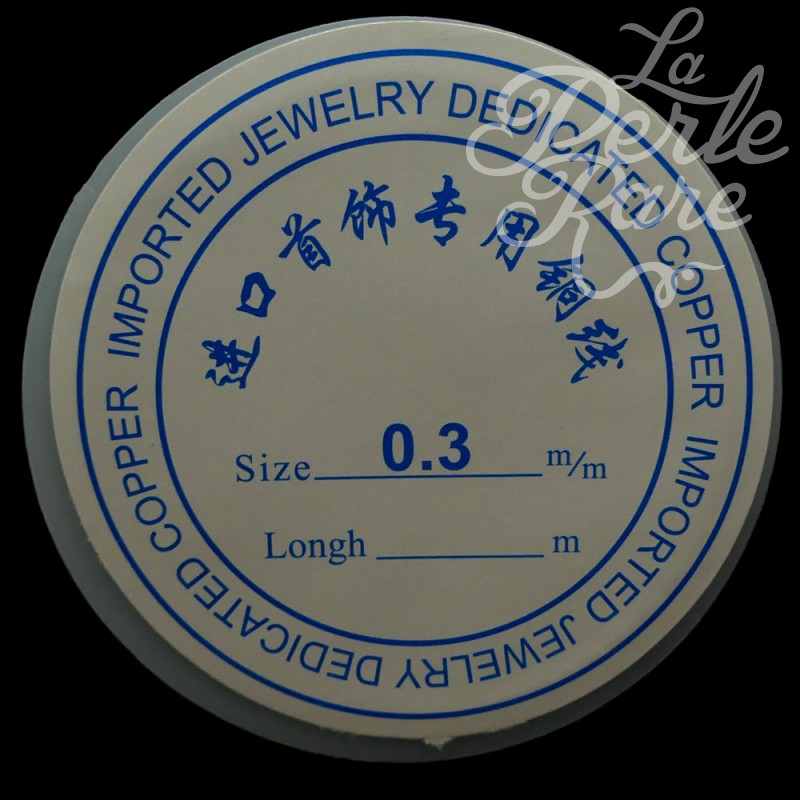 La
Perle
Rare
IMPORTED JEWELRY DEDICATED COPPER IMPORTED JEWELRY DEDICATED COPPER
进口首饰专用铜线
Size 0.3 m/m
Longh m